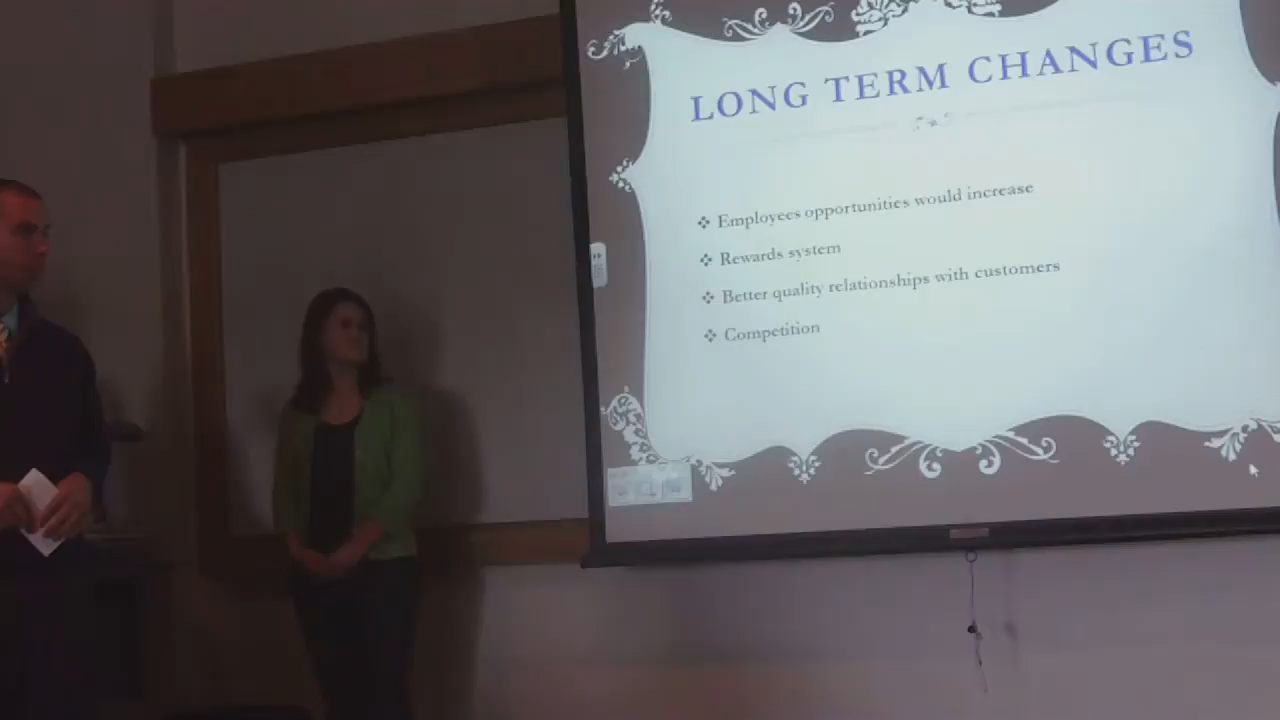 LONG TERM CHANGES
Employees opportunities would increase
Rewards system
Better quality relationships with customers
Competition